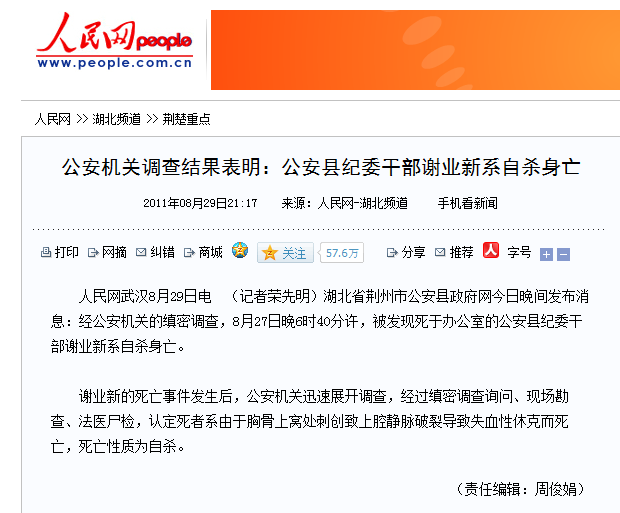 人民网 people
www.people.com.cn
人民网 >> 湖北频道 >> 荆楚重点
公安机关调查结果表明：公安县纪委干部谢业新系自杀身亡
2011年08月29日21:17 来源：人民网-湖北频道 手机看新闻
打印 网摘 纠错 商城 关注 57.6万 分享 推荐 人 字号
人民网武汉8月29日电 （记者荣先明）湖北省荆州市公安县政府网今日晚间发布消
息：经公安机关的缜密调查，8月27日晚6时40分许，被发现死于办公室的公安县纪委干
部谢业新系自杀身亡。
谢业新的死亡事件发生后，公安机关迅速展开调查，经过缜密调查询问、现场勘
查、法医尸检，认定死者系由于胸骨上窝处刺创致上腔静脉破裂导致失血性休克而死
亡，死亡性质为自杀。
（责任编辑：周俊娟）